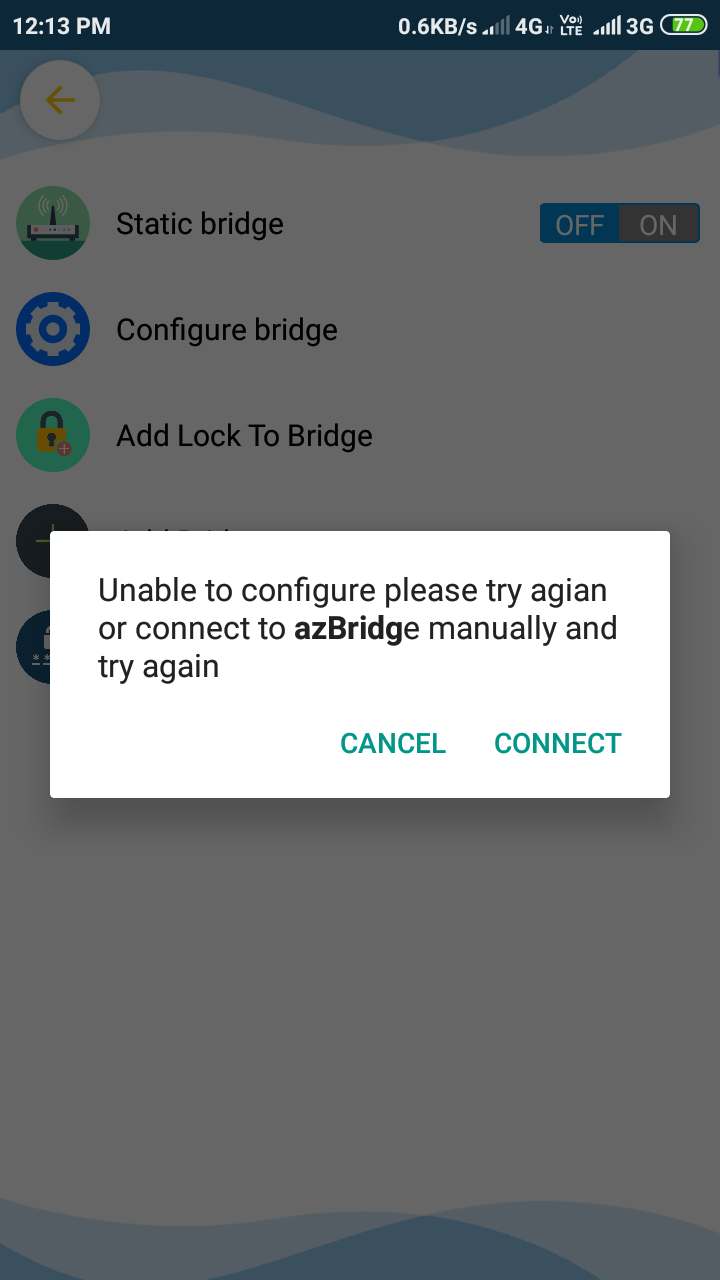 12:13 PM 0.6KB/s 4G Vo LTE 3G 77
Static bridge OFF ON
Configure bridge
Add Lock To Bridge
Unable to configure please try agian
or connect to azBridge manually and
try again
CANCEL CONNECT